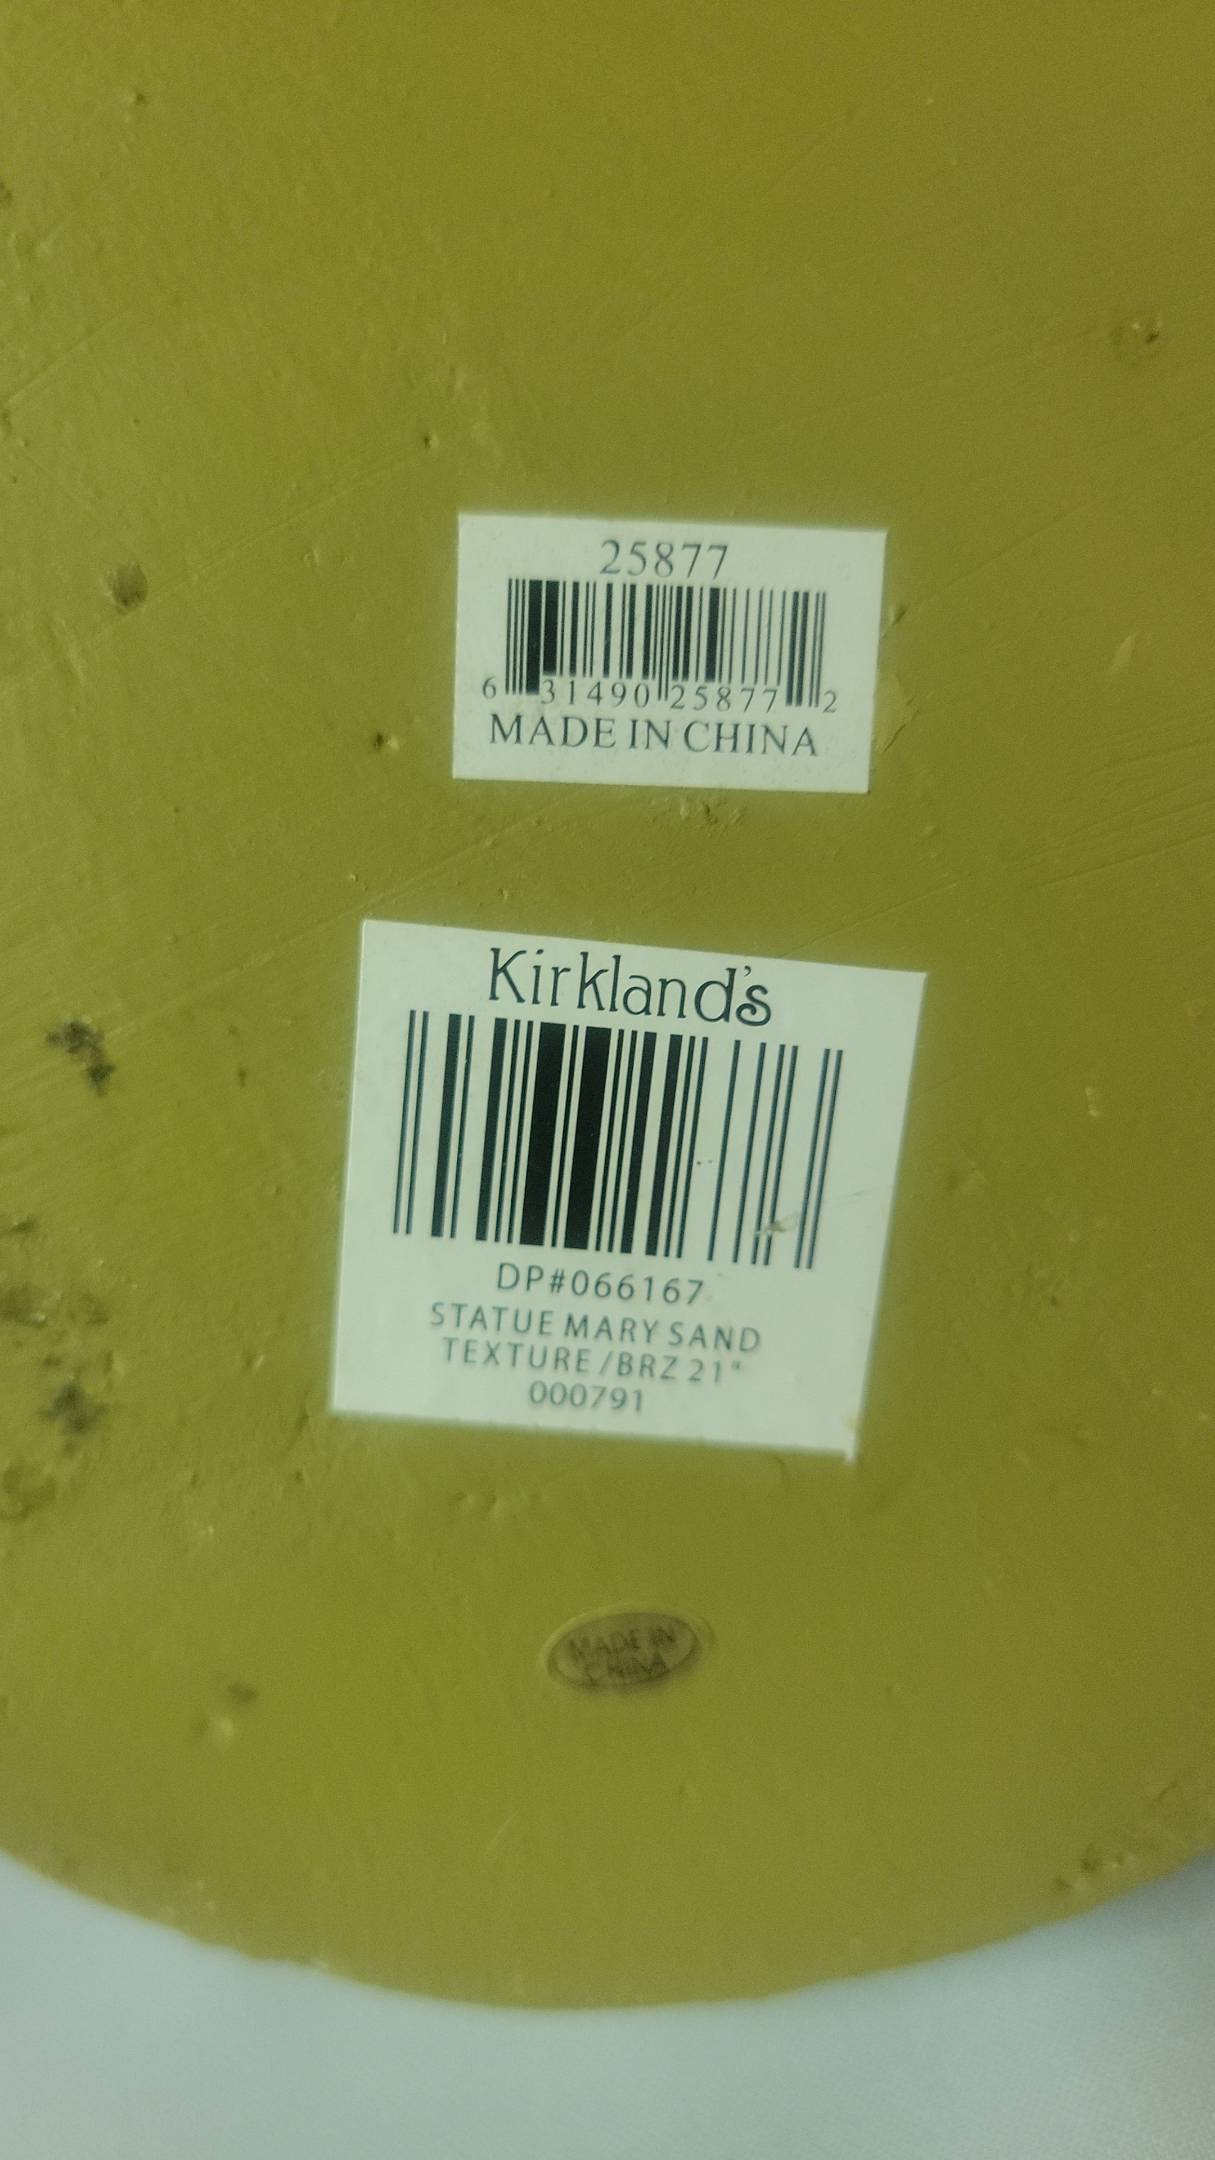 25877
6 31490 25877 2
MADE IN CHINA
Kirkland's
DP#066167
STATUE MARY SAND
TEXTURE /BRZ 21"
000791
MADE IN
CHINA